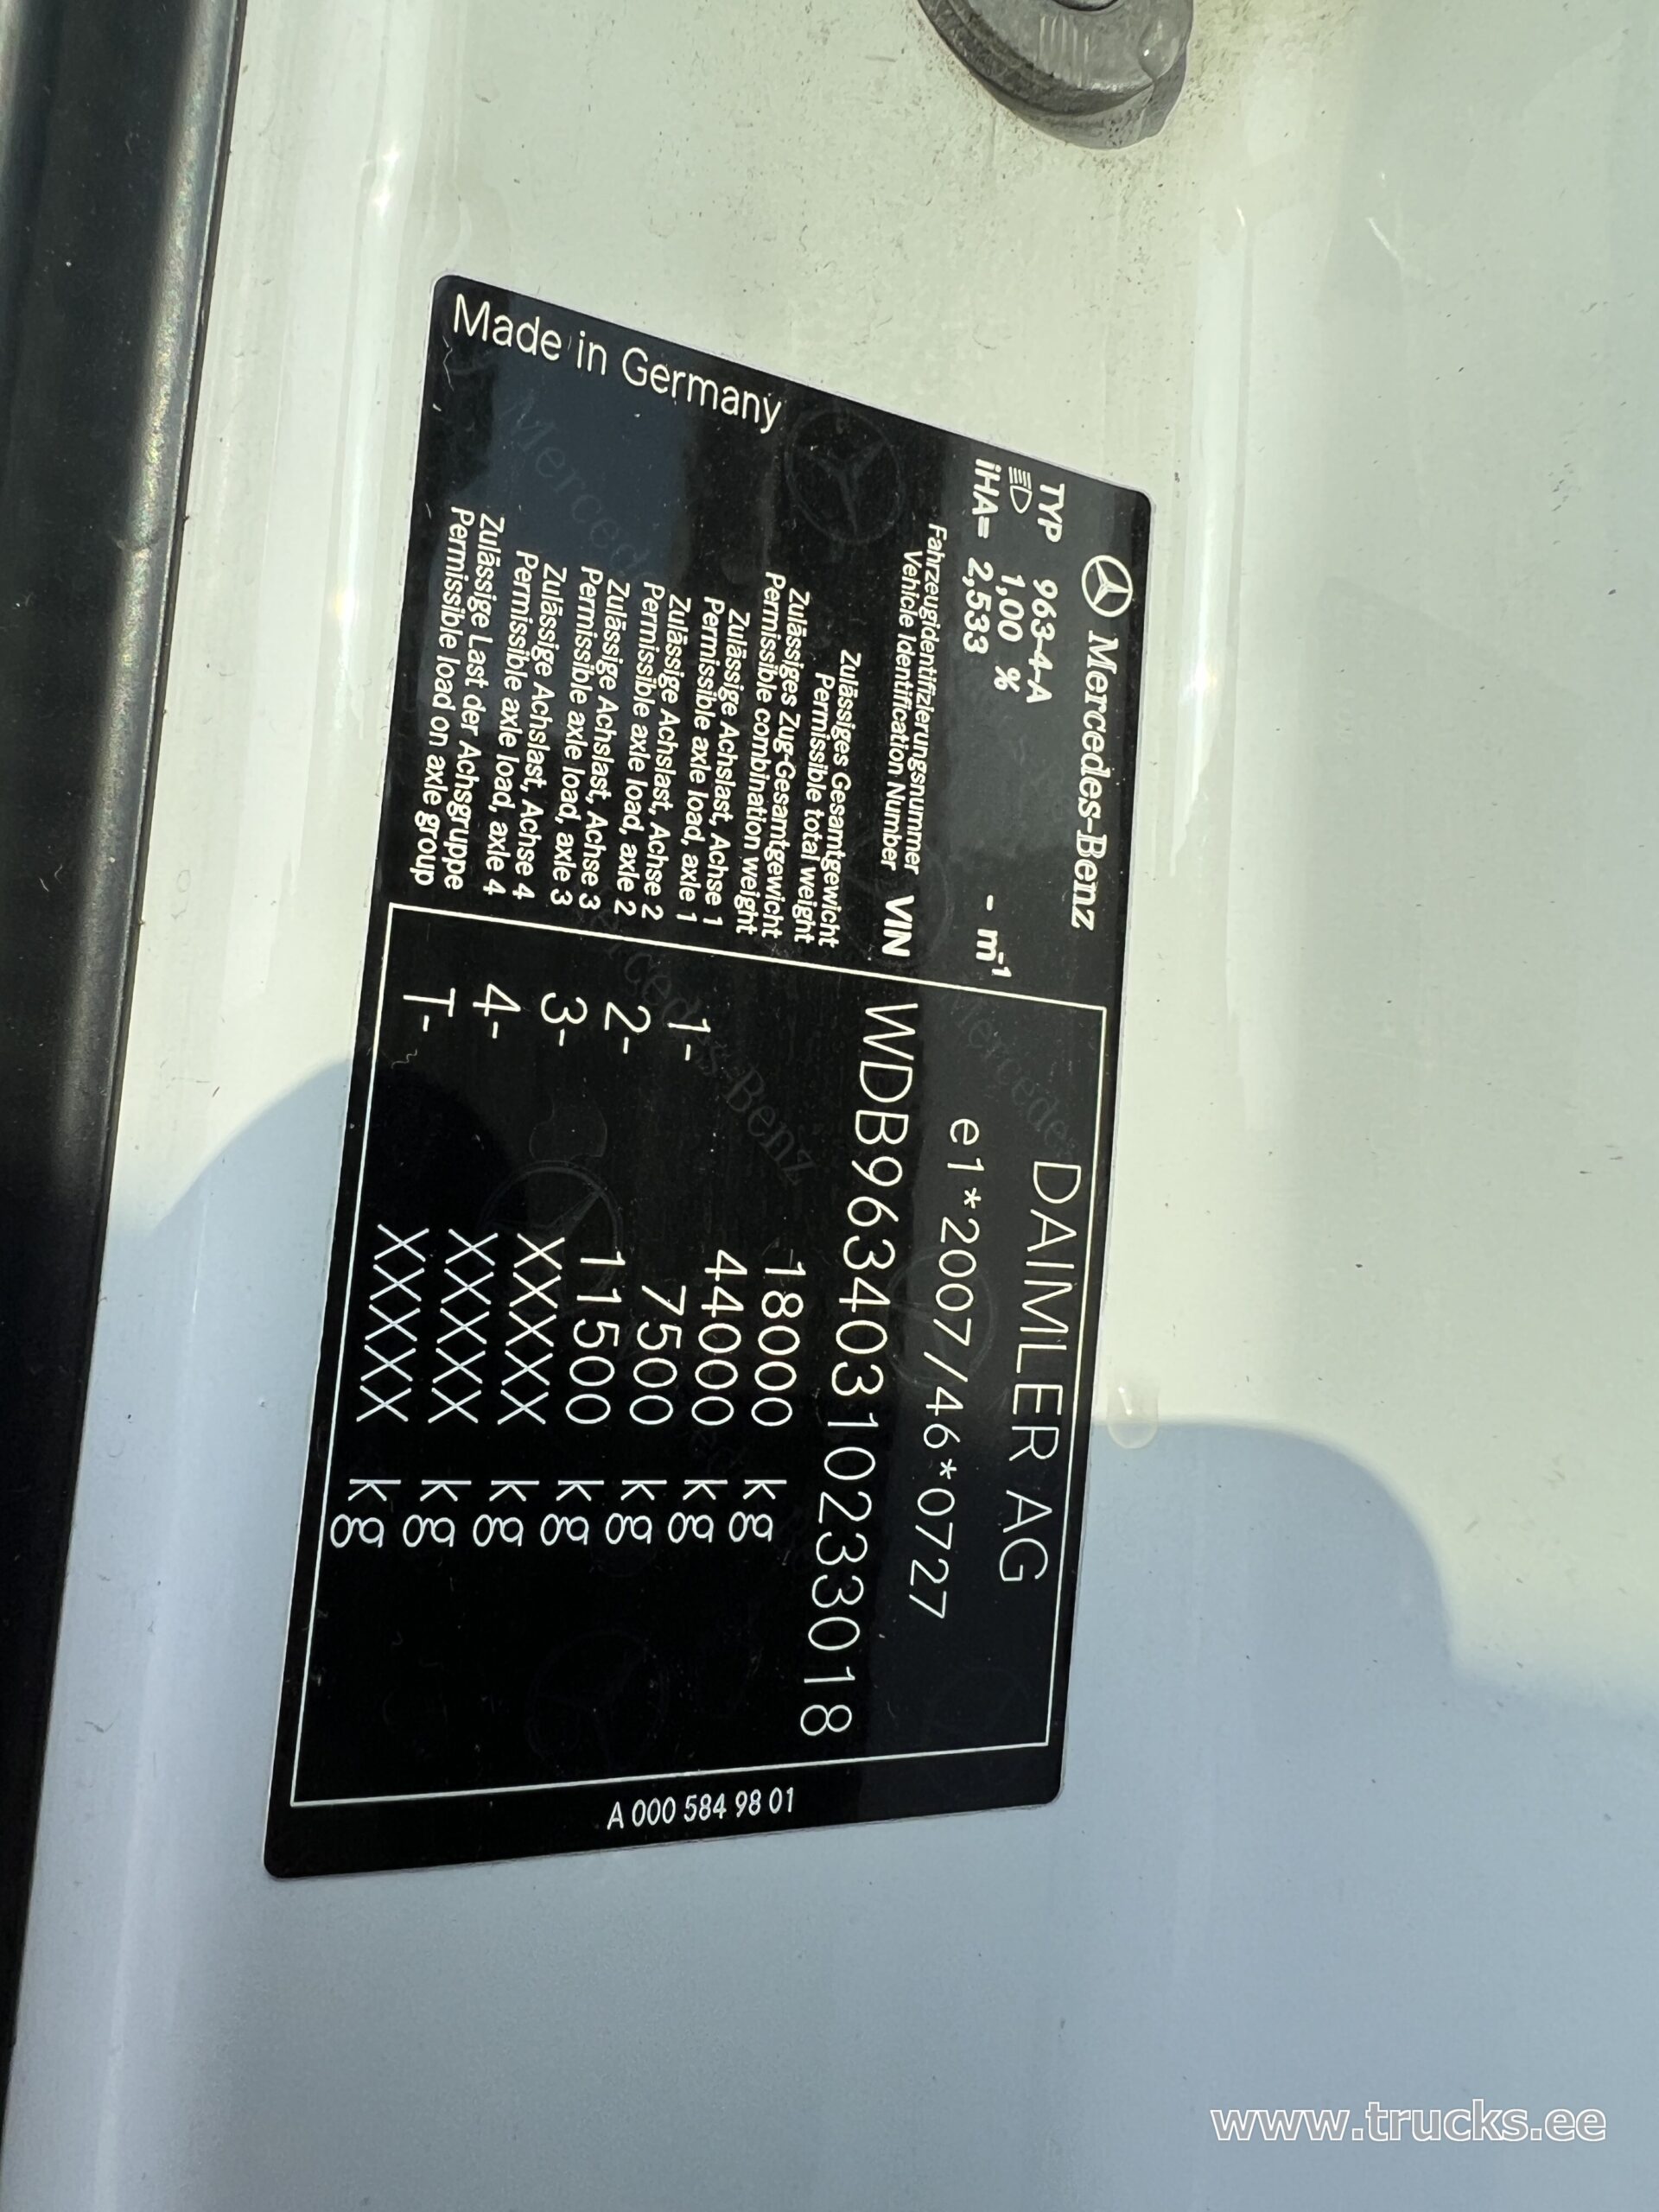 Mercedes-Benz
TYP 963-4-A
1,00 % - m⁻¹
iHA= 2,533
DAIMLER AG
e1*2007/46*0727
Fahrzeugidentifizierungsnummer
Vehicle Identification Number VIN WDB96340310233018
Zulässiges Gesamtgewicht
Permissible total weight 18000 kg
Zulässiges Zug-Gesamtgewicht
Permissible combination weight 44000 kg
Zulässige Achslast, Achse 1
Permissible axle load, axle 1 1- 7500 kg
Zulässige Achslast, Achse 2
Permissible axle load, axle 2 2- 11500 kg
Zulässige Achslast, Achse 3
Permissible axle load, axle 3 3- XXXXX kg
Zulässige Achslast, Achse 4
Permissible axle load, axle 4 4- XXXXX kg
Zulässige Last der Achsgruppe
Permissible load on axle group T- XXXXX kg
Made in Germany
A 000 584 98 01
www.trucks.ee